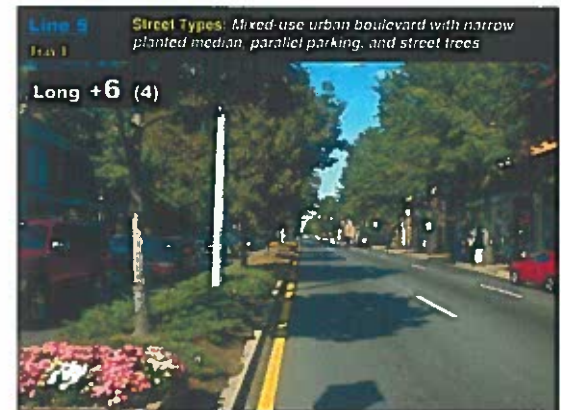 Line 5
Street Types: Mixed-use urban boulevard with narrow
planted median, parallel parking, and street trees
Long +6 (4)